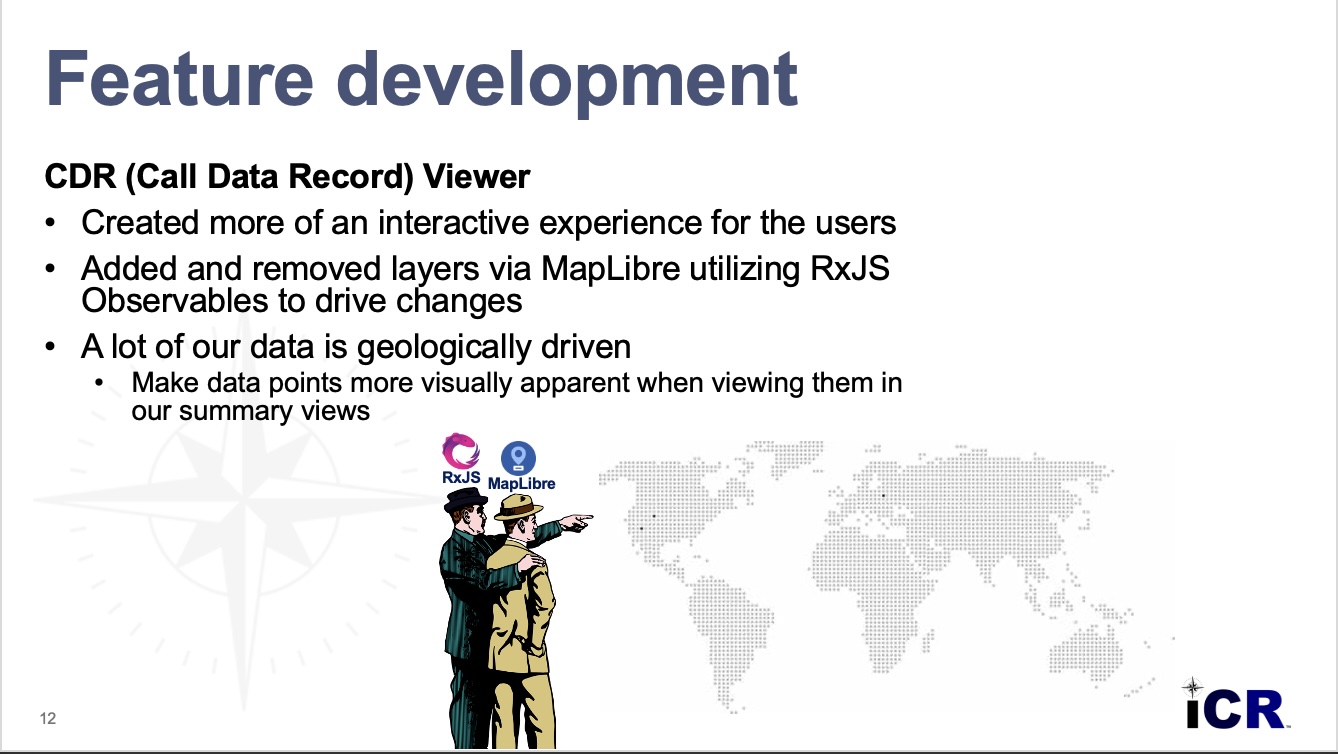 Feature development
CDR (Call Data Record) Viewer
• Created more of an interactive experience for the users
• Added and removed layers via MapLibre utilizing RxJS
Observables to drive changes
• A lot of our data is geologically driven
• Make data points more visually apparent when viewing them in
our summary views
RxJS
MapLibre
12
iCR